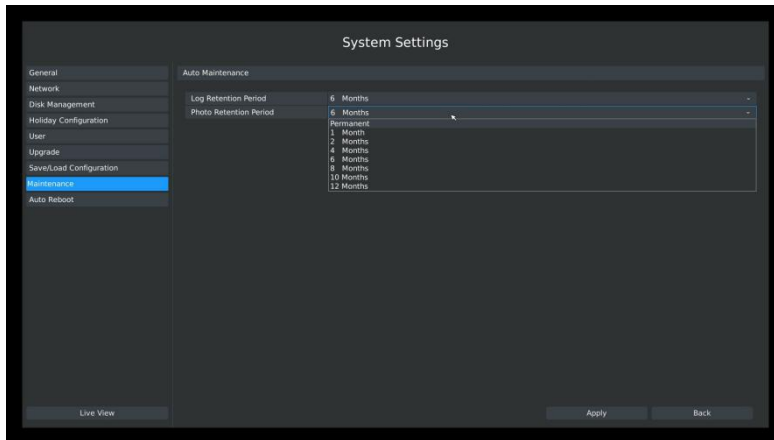 System Settings
General
Network
Disk Management
Holiday Configuration
User
Upgrade
Save/Load Configuration
Maintenance
Auto Reboot
Live View
Auto Maintenance
Log Retention Period 6 Months
Photo Retention Period 6 Months
Permanent
1 Month
2 Months
4 Months
6 Months
8 Months
10 Months
12 Months
Apply Back